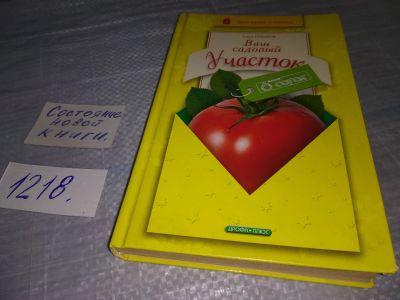 Ваш
садовый
Участок
Состояние
новой
книги.
1218.
ДРОФА•ПЛЮС